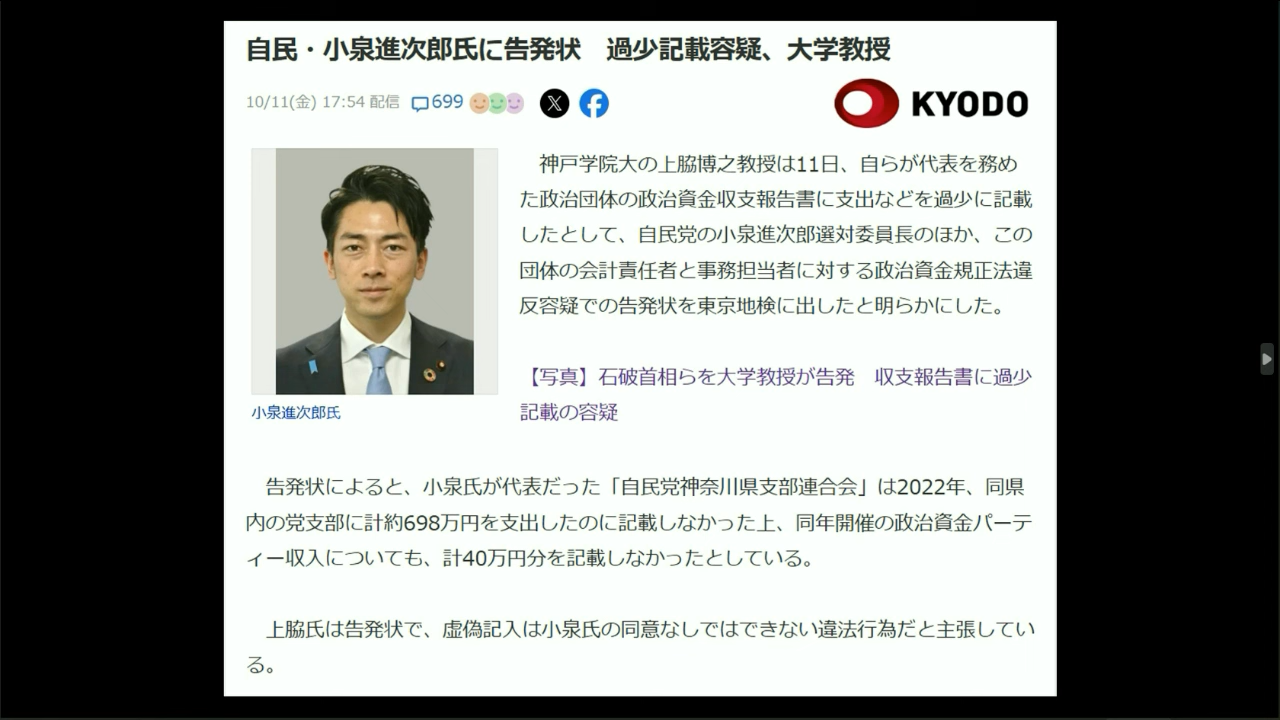 自民・小泉進次郎氏に告発状　過少記載容疑、大学教授
10/11(金) 17:54 配信 699
KYODO
神戸学院大の上脇博之教授は11日、自らが代表を務め
た政治団体の政治資金収支報告書に支出などを過少に記載
したとして、自民党の小泉進次郎選対委員長のほか、この
団体の会計責任者と事務担当者に対する政治資金規正法違
反容疑での告発状を東京地検に出したと明らかにした。
【写真】石破首相らを大学教授が告発　収支報告書に過少
記載の容疑
小泉進次郎氏
告発状によると、小泉氏が代表だった「自民党神奈川県支部連合会」は2022年、同県
内の党支部に計約698万円を支出したのに記載しなかった上、同年開催の政治資金パーテ
ィー収入についても、計40万円分を記載しなかったとしている。
上脇氏は告発状で、虚偽記入は小泉氏の同意なしではできない違法行為だと主張してい
る。